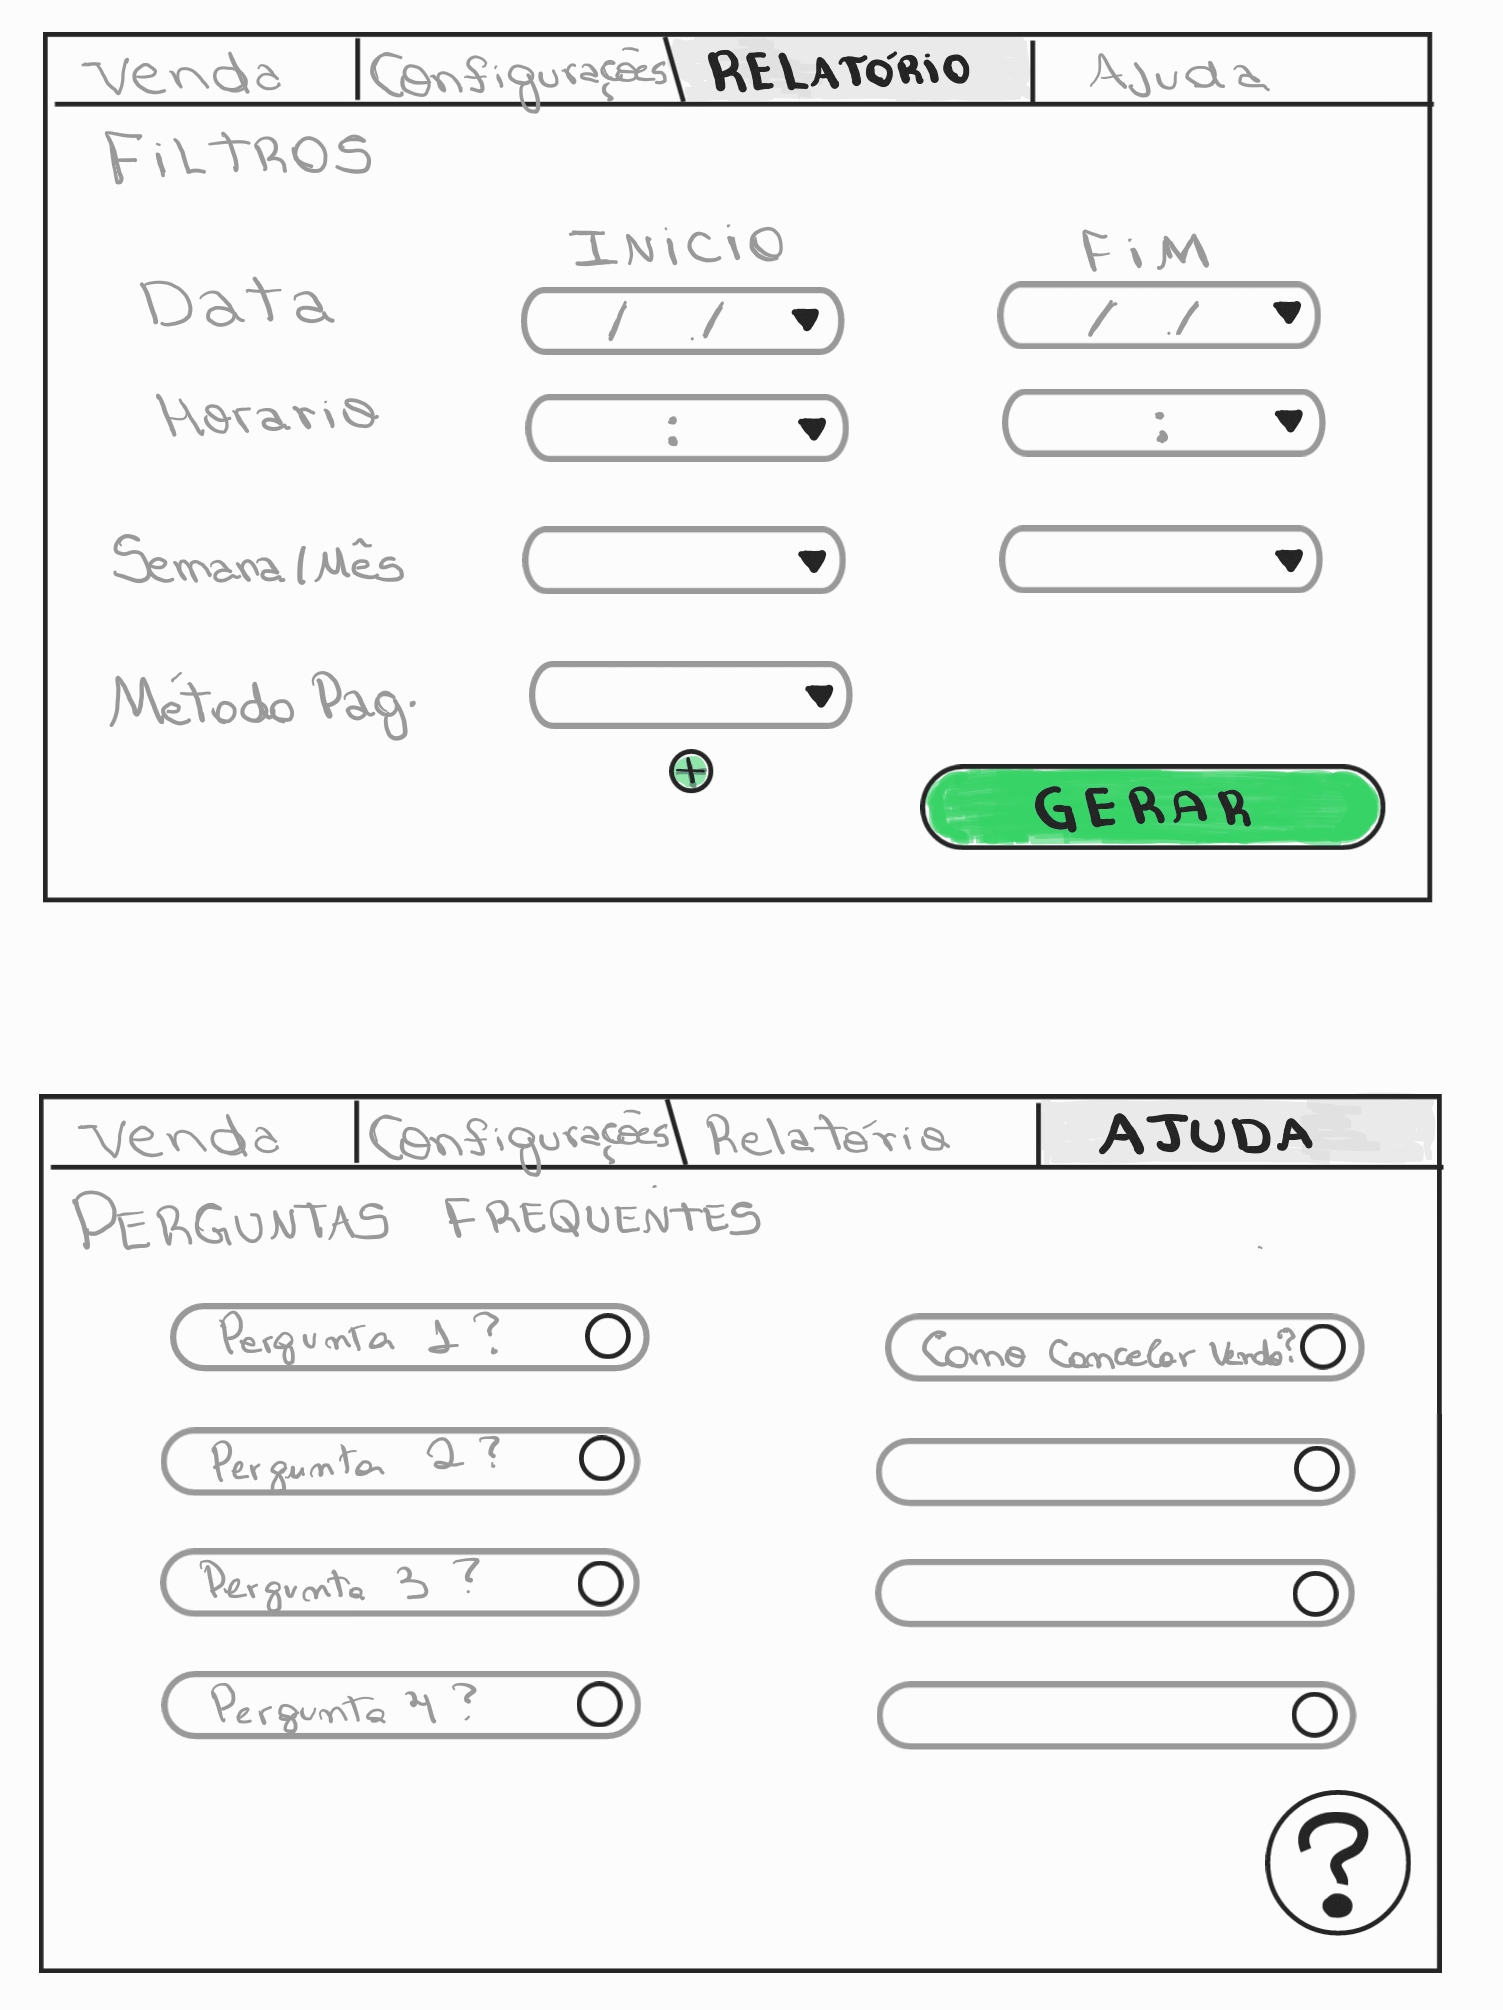 Venda Configurações RELATÓRIO Ajuda
FiLTROS
INiCiO FiM
Data / / / /
Horario : :
Semana/Mês
Método Pag.
+
GERAR
Venda Configurações Relatório AJUDA
PERGUNTAS FREQUENTES
Pergunta 1? Como Cancelar Venda?
Pergunta 2?
Pergunta 3?
Pergunta 4?
?